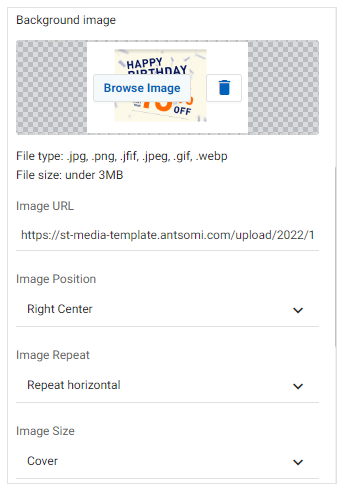 Background image
HAPPY
BIRTHDAY
Browse Image
OFF
File type: .jpg, .png, .jfif, .jpeg, .gif, .webp
File size: under 3MB
Image URL
https://st-media-template.antsomi.com/upload/2022/1
Image Position
Right Center
Image Repeat
Repeat horizontal
Image Size
Cover